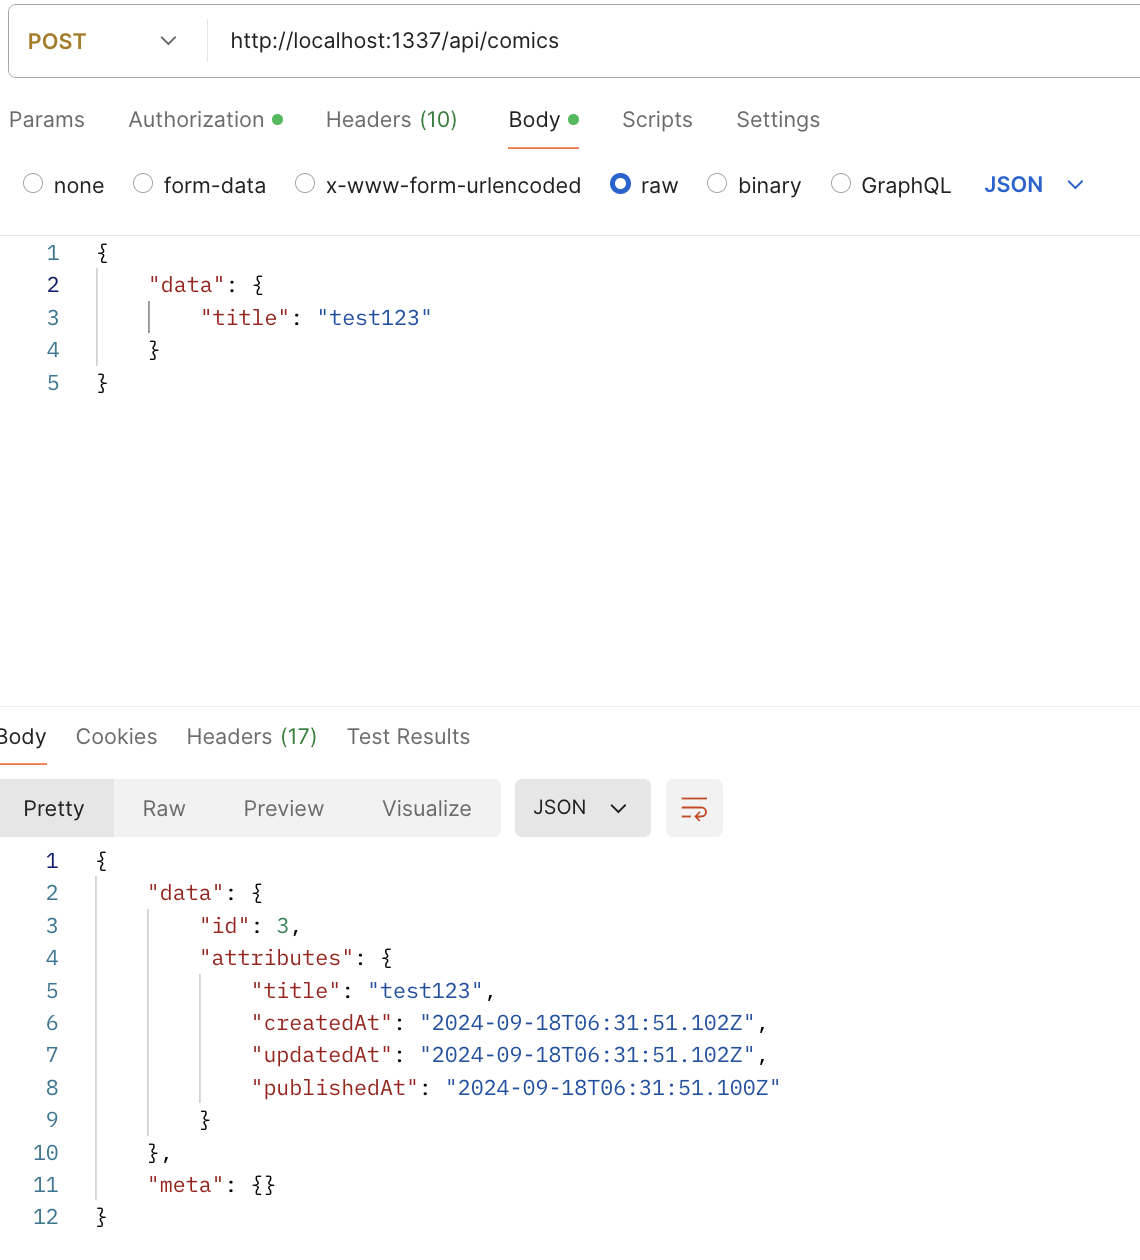 POST http://localhost:1337/api/comics
Params Authorization Headers (10) Body Scripts Settings
none form-data x-www-form-urlencoded raw binary GraphQL JSON
1 {
2 "data": {
3 "title": "test123"
4 }
5 }
Body Cookies Headers (17) Test Results
Pretty Raw Preview Visualize JSON
1 {
2 "data": {
3 "id": 3,
4 "attributes": {
5 "title": "test123",
6 "createdAt": "2024-09-18T06:31:51.102Z",
7 "updatedAt": "2024-09-18T06:31:51.102Z",
8 "publishedAt": "2024-09-18T06:31:51.100Z"
9 }
10 },
11 "meta": {}
12 }